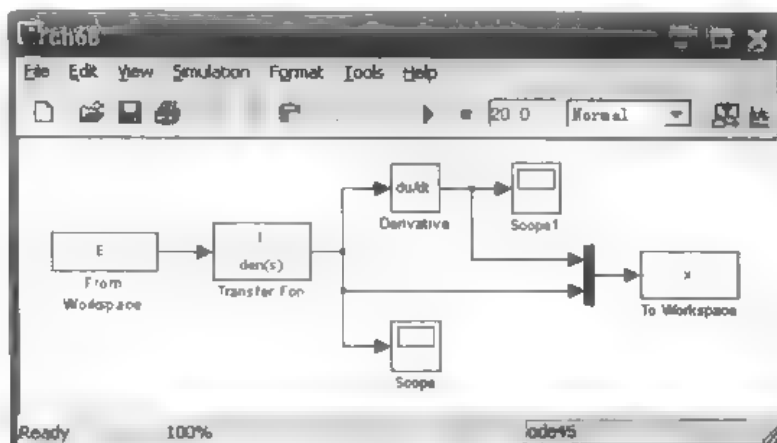 File Edit View Simulation Format Tools Help
20 0 Normal
du/dt
Derivative
Scope1
E
From
Workspace
1
den(s)
Transfer Fcn
x
To Workspace
Scope
Ready 100% ode45